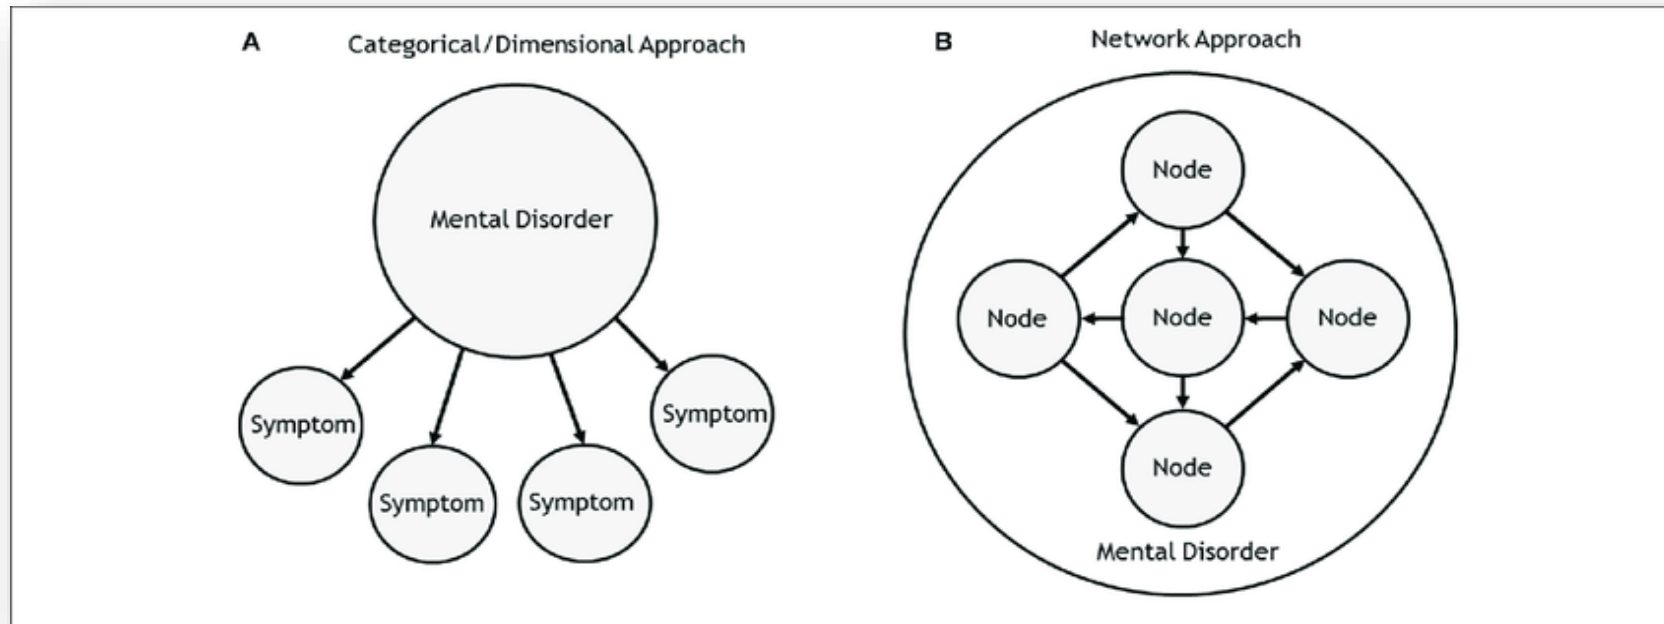 A
Categorical/Dimensional Approach
Mental Disorder
Symptom
Symptom
Symptom
Symptom
B
Network Approach
Node
Node
Node
Node
Node
Mental Disorder